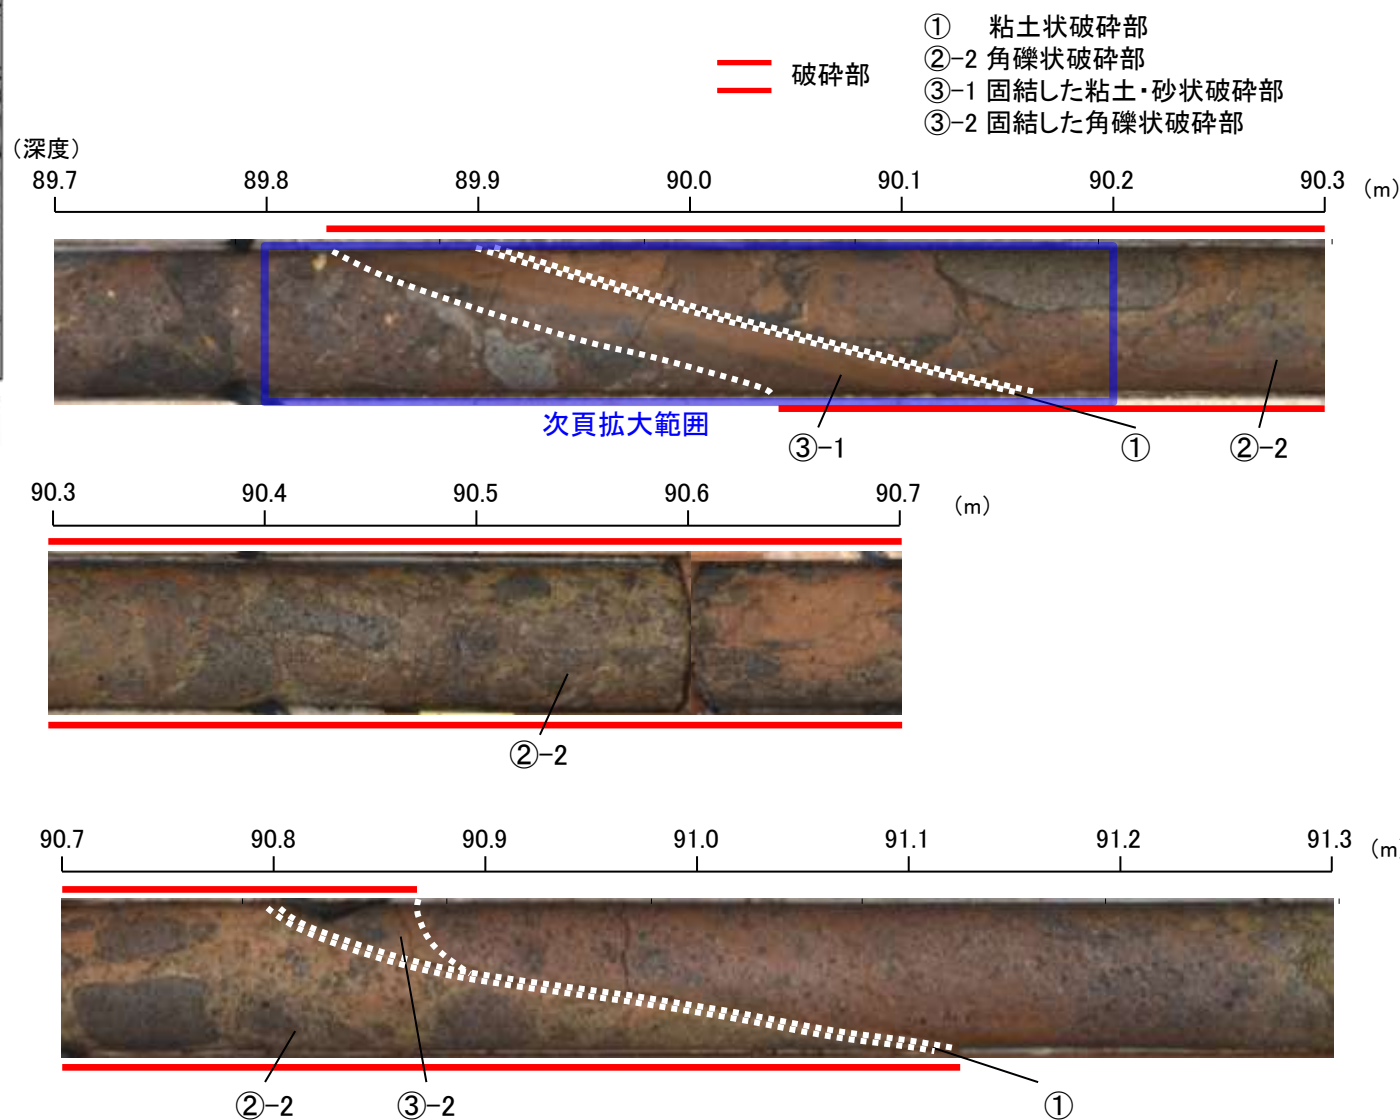 ① 粘土状破砕部
②-2 角礫状破砕部
破砕部
③-1 固結した粘土・砂状破砕部
③-2 固結した角礫状破砕部
(深度)
89.7 89.8 89.9 90.0 90.1 90.2 90.3 (m)
次頁拡大範囲
③-1 ① ②-2
90.3 90.4 90.5 90.6 90.7 (m)
②-2
90.7 90.8 90.9 91.0 91.1 91.2 91.3 (m
②-2 ③-2 ①